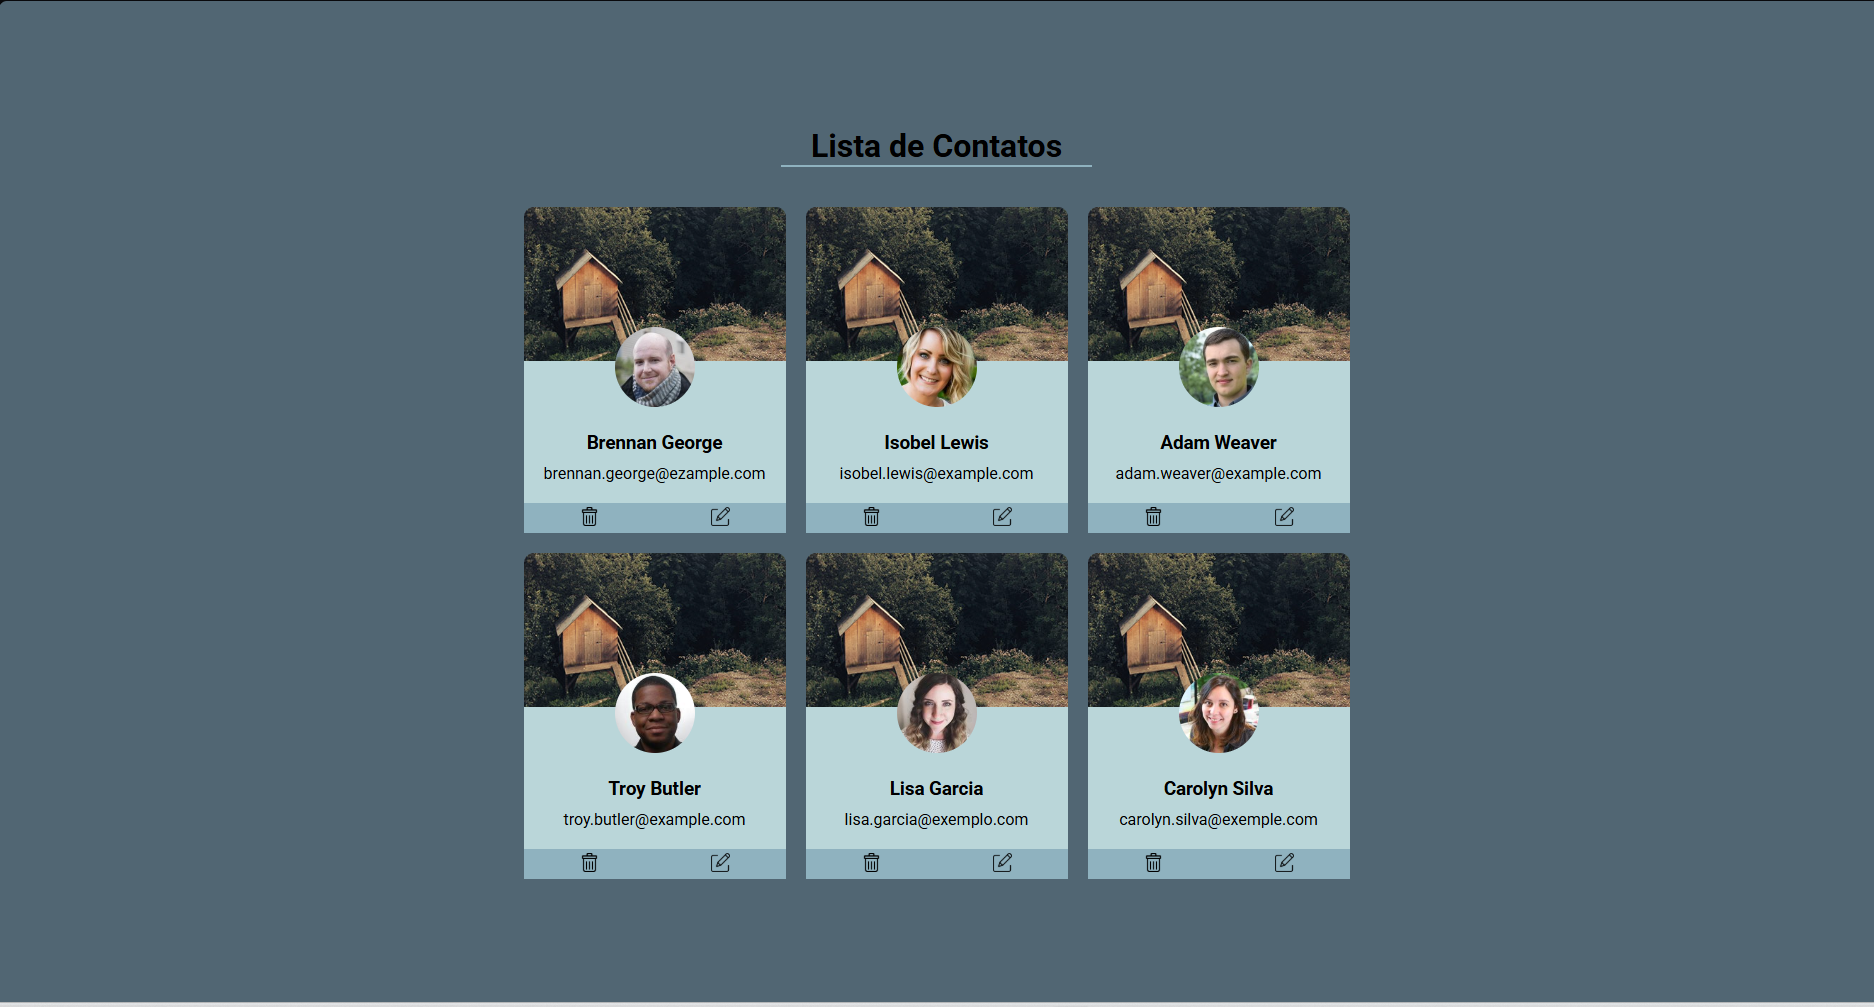 Lista de Contatos
Brennan George
brennan.george@ezample.com
Isobel Lewis
isobel.lewis@example.com
Adam Weaver
adam.weaver@example.com
Troy Butler
troy.butler@example.com
Lisa Garcia
lisa.garcia@exemplo.com
Carolyn Silva
carolyn.silva@exemple.com